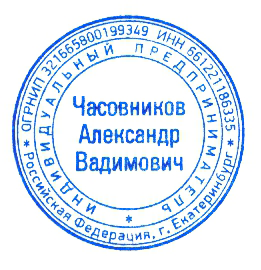 ОГРНИП 321665800199349 ИНН 661221186335
* Российская Федерация, г. Екатеринбург *
ИНДИВИДУАЛЬНЫЙ ПРЕДПРИНИМАТЕЛЬ *
Часовников
Александр
Вадимович